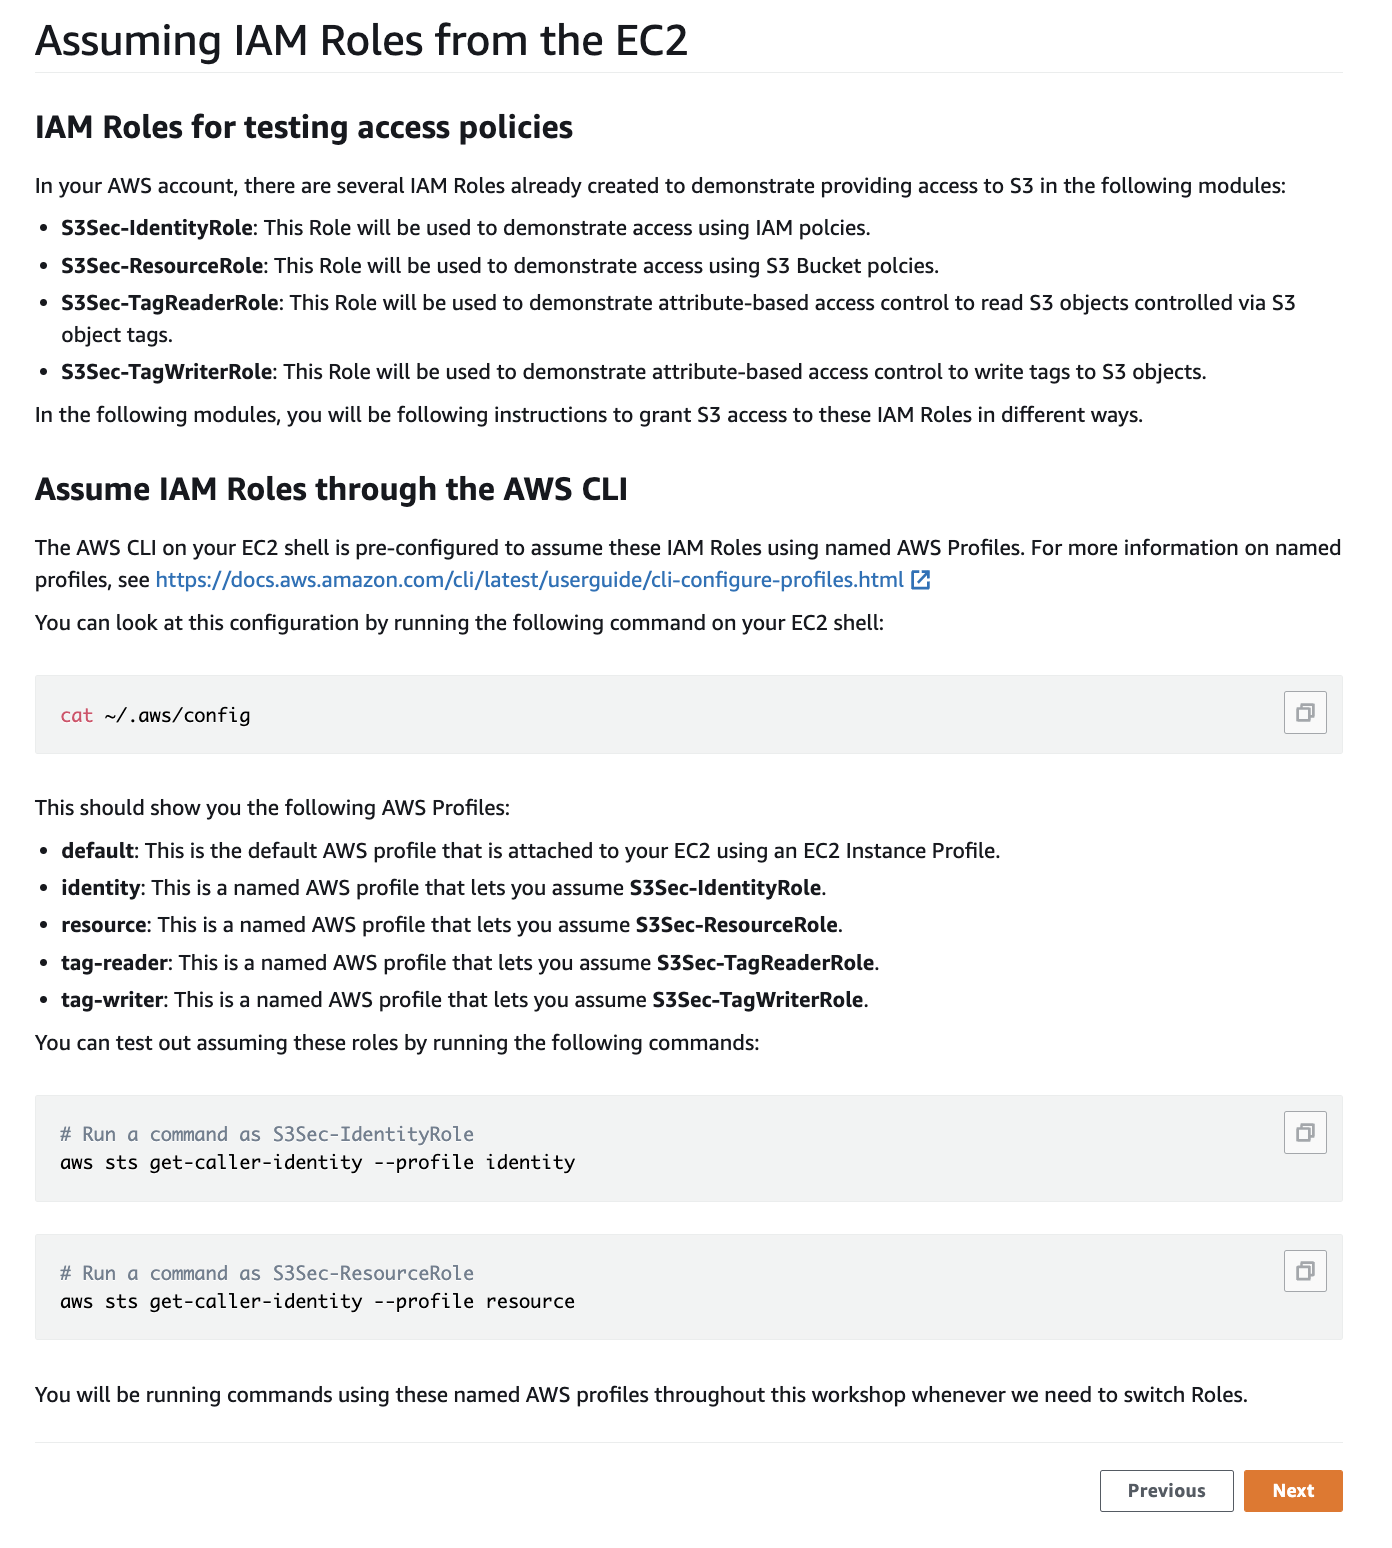 Assuming IAM Roles from the EC2
IAM Roles for testing access policies
In your AWS account, there are several IAM Roles already created to demonstrate providing access to S3 in the following modules:
• S3Sec-IdentityRole: This Role will be used to demonstrate access using IAM polcies.
• S3Sec-ResourceRole: This Role will be used to demonstrate access using S3 Bucket polcies.
• S3Sec-TagReaderRole: This Role will be used to demonstrate attribute-based access control to read S3 objects controlled via S3
object tags.
• S3Sec-TagWriterRole: This Role will be used to demonstrate attribute-based access control to write tags to S3 objects.
In the following modules, you will be following instructions to grant S3 access to these IAM Roles in different ways.
Assume IAM Roles through the AWS CLI
The AWS CLI on your EC2 shell is pre-configured to assume these IAM Roles using named AWS Profiles. For more information on named
profiles, see https://docs.aws.amazon.com/cli/latest/userguide/cli-configure-profiles.html
You can look at this configuration by running the following command on your EC2 shell:
cat ~/.aws/config
This should show you the following AWS Profiles:
• default: This is the default AWS profile that is attached to your EC2 using an EC2 Instance Profile.
• identity: This is a named AWS profile that lets you assume S3Sec-IdentityRole.
• resource: This is a named AWS profile that lets you assume S3Sec-ResourceRole.
• tag-reader: This is a named AWS profile that lets you assume S3Sec-TagReaderRole.
• tag-writer: This is a named AWS profile that lets you assume S3Sec-TagWriterRole.
You can test out assuming these roles by running the following commands:
# Run a command as S3Sec-IdentityRole
aws sts get-caller-identity --profile identity
# Run a command as S3Sec-ResourceRole
aws sts get-caller-identity --profile resource
You will be running commands using these named AWS profiles throughout this workshop whenever we need to switch Roles.
Previous
Next